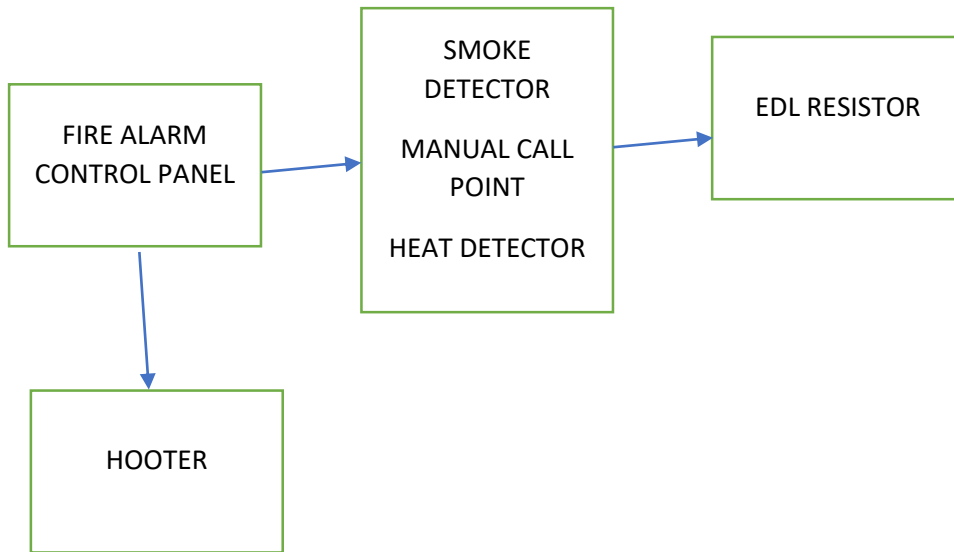 FIRE ALARM
CONTROL PANEL
SMOKE
DETECTOR
MANUAL CALL
POINT
HEAT DETECTOR
EDL RESISTOR
HOOTER